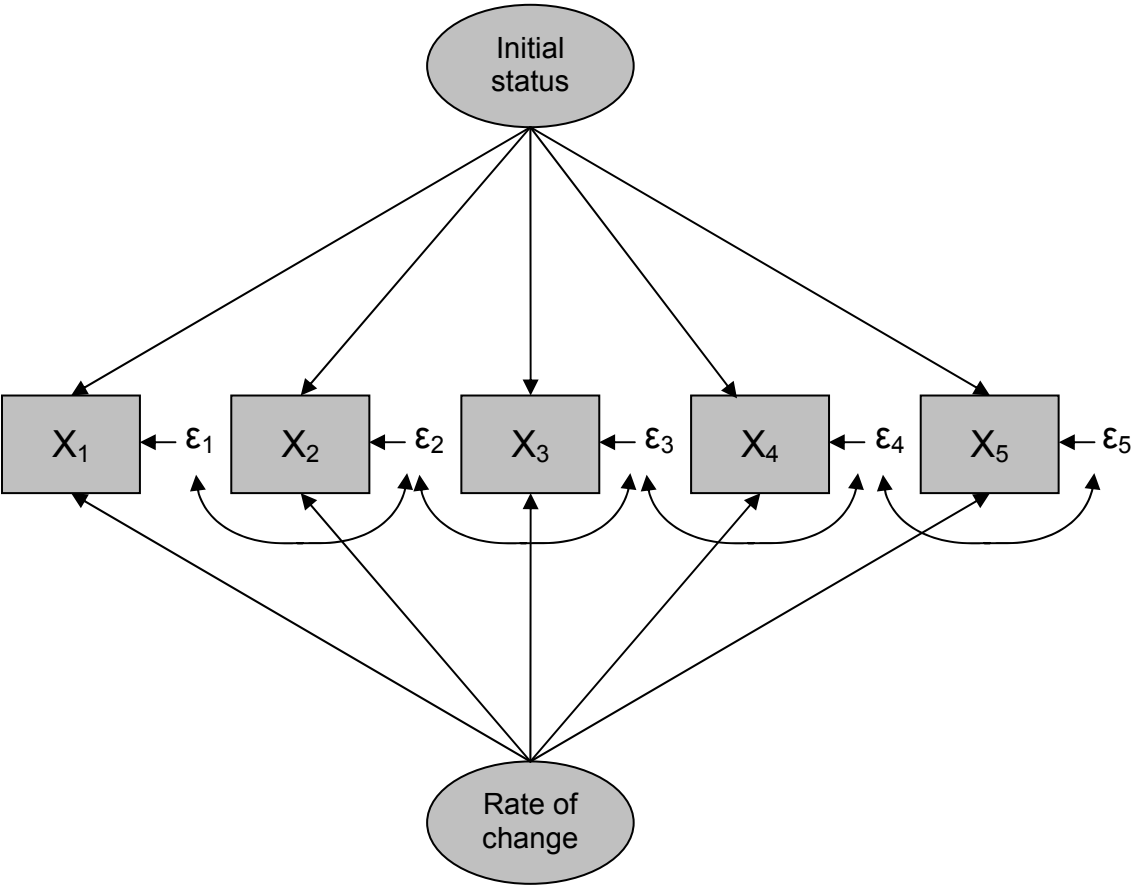 Initial
status
X₁ ε₁ X₂ ε₂ X₃ ε₃ X₄ ε₄ X₅ ε₅
Rate of
change